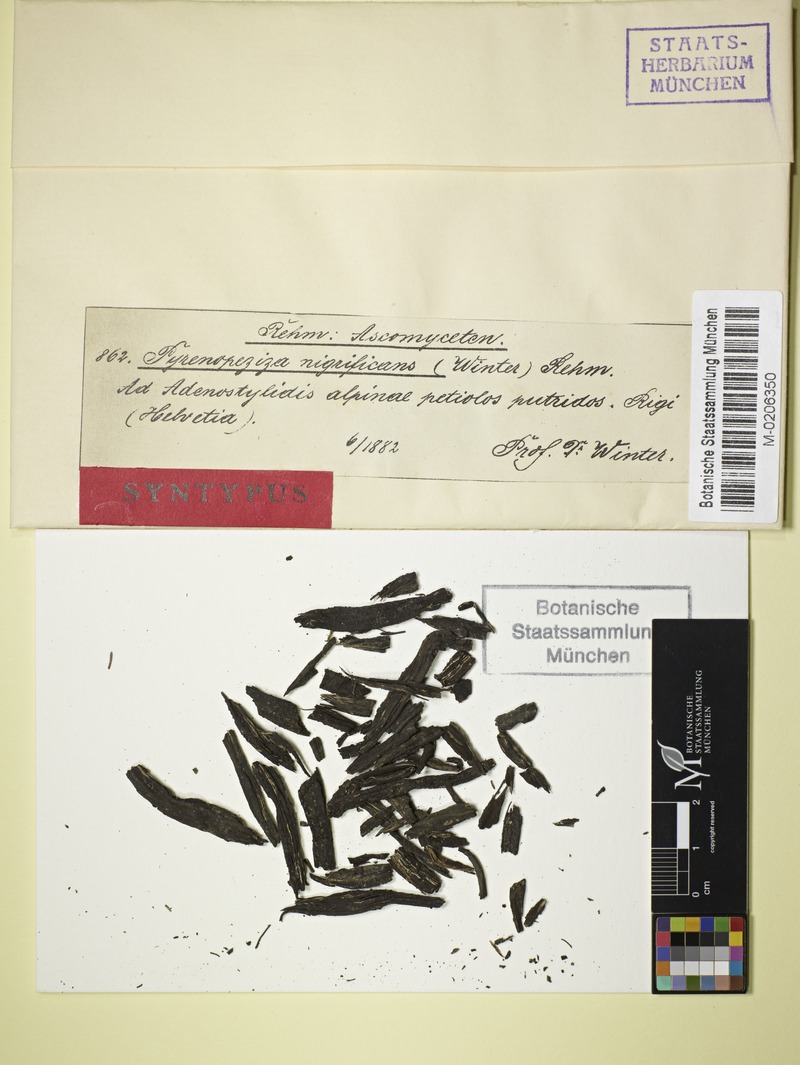 STAATS-
HERBARIUM
MÜNCHEN
Rehm: Ascomyceten.
862. Pyrenopeziza nigrificans (Winter) Rehm.
Ad Adenostylidis alpinae petiolos putridos. Rigi
(Helvetia).
6/1882 Prof. Dr Winter.
SYNTYPUS
Botanische Staatssammlung München
M-0206350
Botanische
Staatssammlun
München
BOTANISCHE
STAATSSAMMLUNG
MÜNCHEN
M
copyright reserved
0 1 2
cm